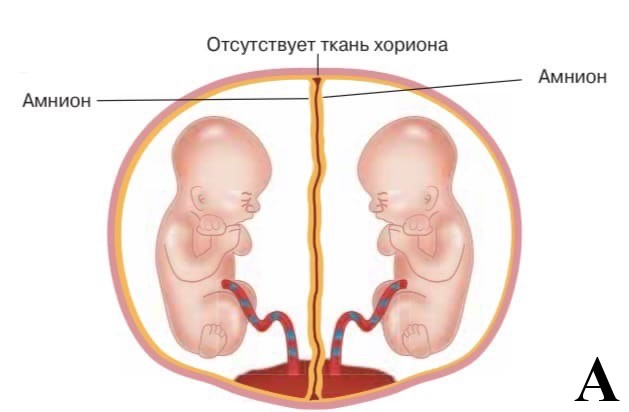 Отсутствует ткань хориона
Амнион
Амнион
А